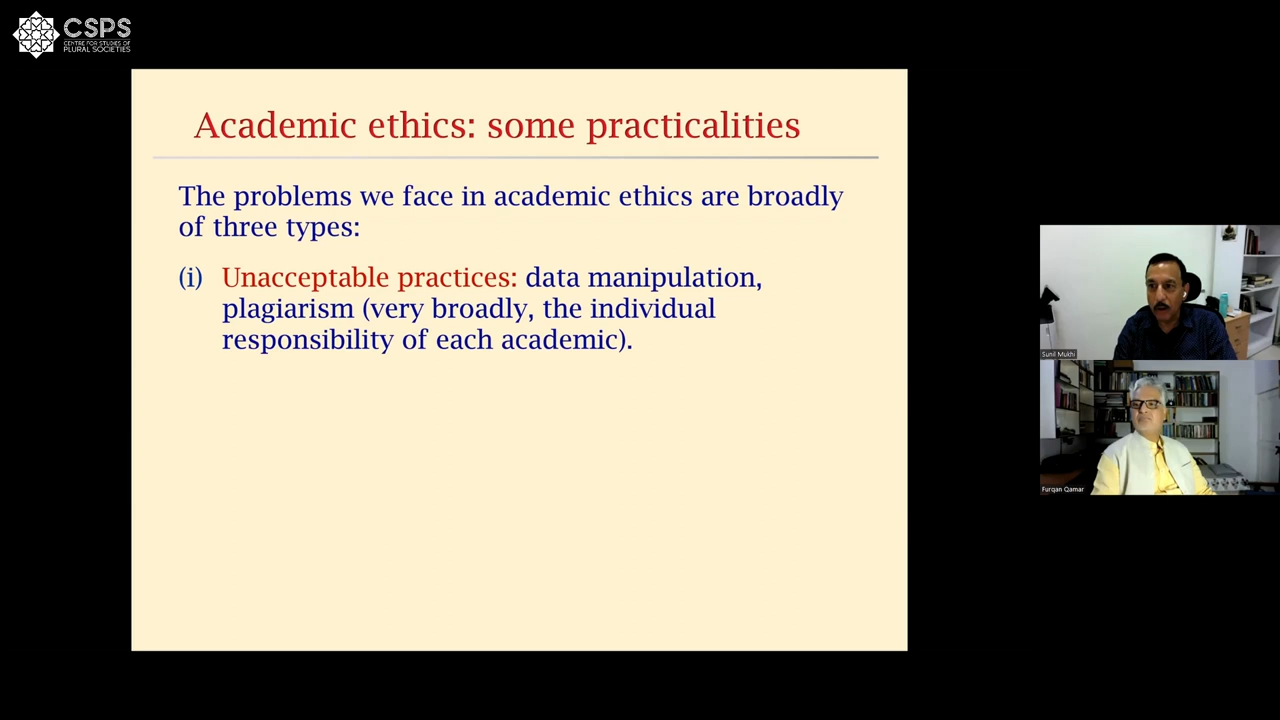 CSPS
CENTRE FOR STUDIES OF
PLURAL SOCIETIES
Academic ethics: some practicalities
The problems we face in academic ethics are broadly
of three types:
(i) Unacceptable practices: data manipulation,
plagiarism (very broadly, the individual
responsibility of each academic).
Sunil Mukhi
Furqan Qamar